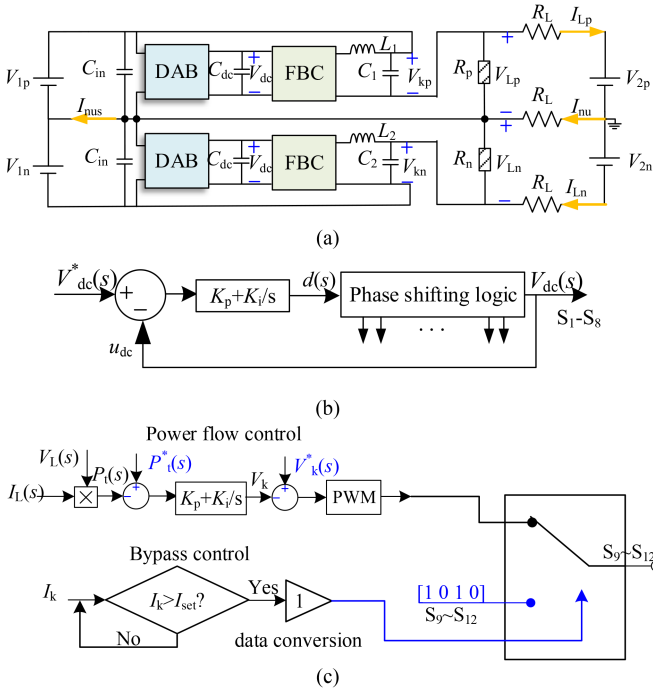 R_L I_Lp
L_1
V_1p C_in DAB C_dc + V_dc − FBC C_1 + V_kp − + R_p V_Lp − V_2p
I_nus R_L I_nu
+
V_1n C_in DAB C_dc + V_dc − FBC L_2 C_2 + V_kn − R_n V_Ln − V_2n
R_L I_Ln
(a)
V*_dc(s) + − K_p+K_i/s d(s) Phase shifting logic V_dc(s)
S_1-S_8
· · ·
u_dc
(b)
Power flow control
V_L(s) P_t(s) P*_t(s) V*_k(s)
I_L(s) × − + K_p+K_i/s V_k − + PWM
S_9~S_12
Bypass control
I_k I_k>I_set? Yes 1 [1 0 1 0]
S_9~S_12
No data conversion
(c)